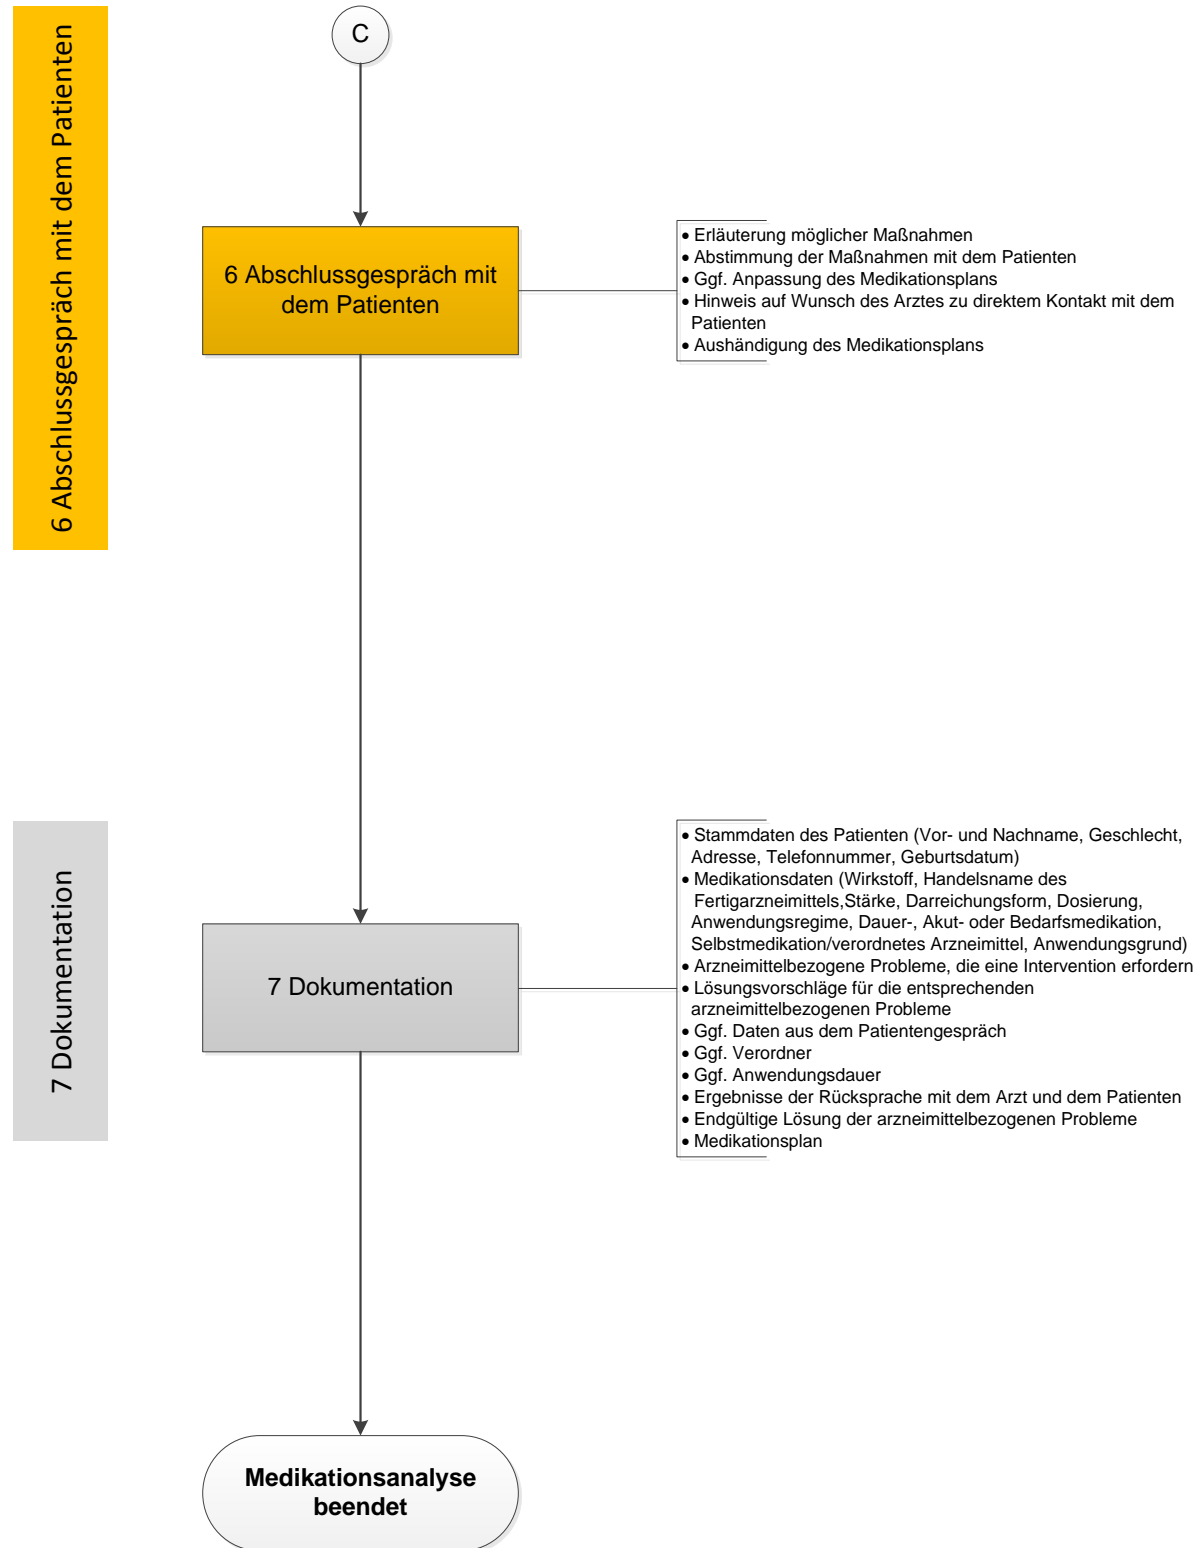 C
6 Abschlussgespräch mit dem Patienten
6 Abschlussgespräch mit
dem Patienten
• Erläuterung möglicher Maßnahmen
• Abstimmung der Maßnahmen mit dem Patienten
• Ggf. Anpassung des Medikationsplans
• Hinweis auf Wunsch des Arztes zu direktem Kontakt mit dem
Patienten
• Aushändigung des Medikationsplans
7 Dokumentation
7 Dokumentation
• Stammdaten des Patienten (Vor- und Nachname, Geschlecht,
Adresse, Telefonnummer, Geburtsdatum)
• Medikationsdaten (Wirkstoff, Handelsname des
Fertigarzneimittels,Stärke, Darreichungsform, Dosierung,
Anwendungsregime, Dauer-, Akut- oder Bedarfsmedikation,
Selbstmedikation/verordnetes Arzneimittel, Anwendungsgrund)
• Arzneimittelbezogene Probleme, die eine Intervention erfordern
• Lösungsvorschläge für die entsprechenden
arzneimittelbezogenen Probleme
• Ggf. Daten aus dem Patientengespräch
• Ggf. Verordner
• Ggf. Anwendungsdauer
• Ergebnisse der Rücksprache mit dem Arzt und dem Patienten
• Endgültige Lösung der arzneimittelbezogenen Probleme
• Medikationsplan
Medikationsanalyse
beendet